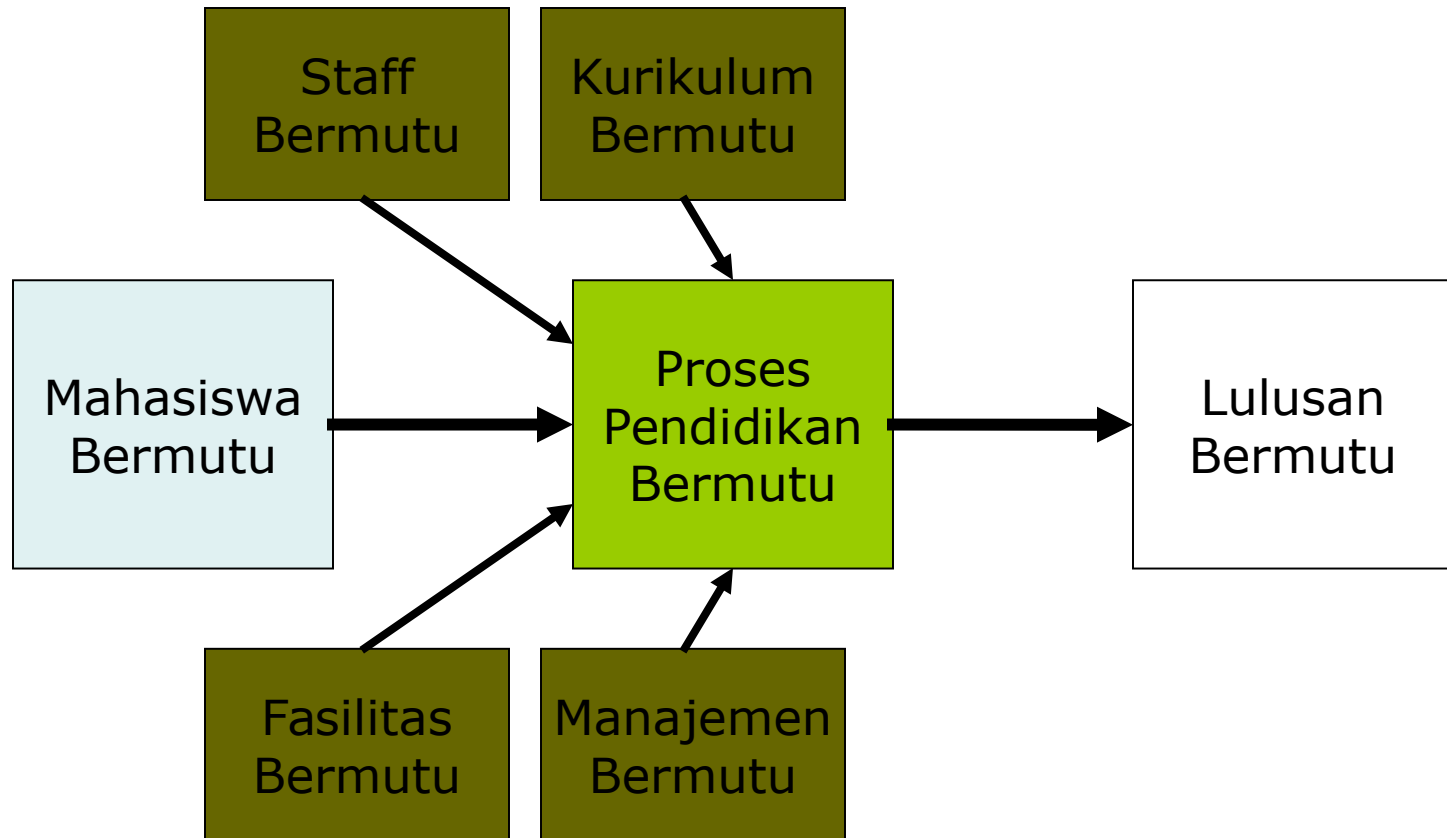 Staff
Bermutu
Kurikulum
Bermutu
Mahasiswa
Bermutu
Proses
Pendidikan
Bermutu
Lulusan
Bermutu
Fasilitas
Bermutu
Manajemen
Bermutu